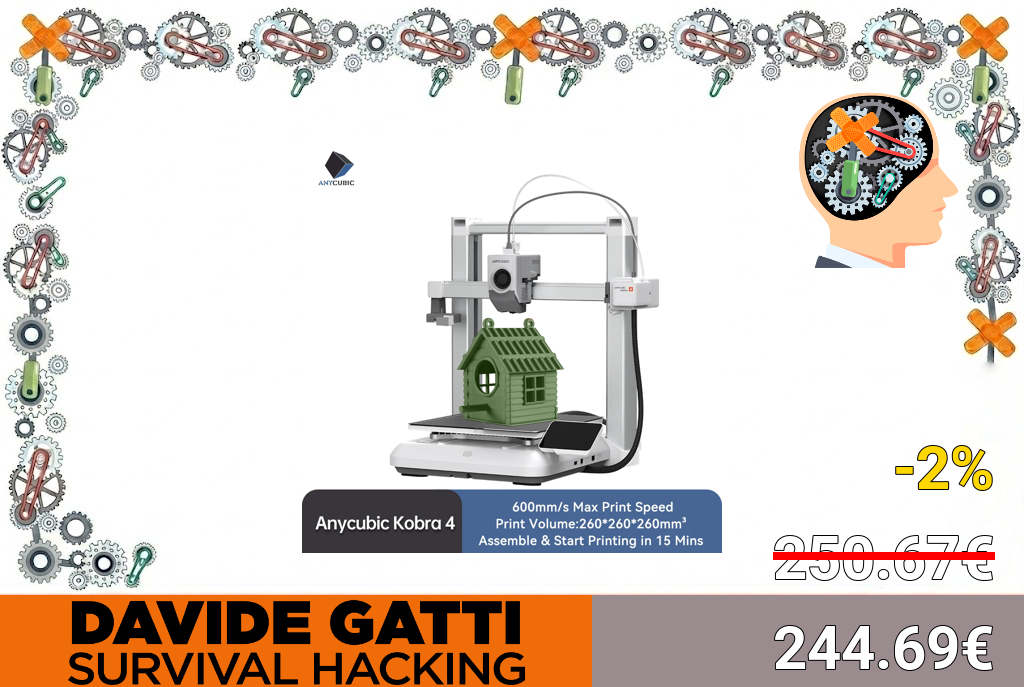 ANYCUBIC
Anycubic Kobra 4
600mm/s Max Print Speed
Print Volume:260*260*260mm³
Assemble & Start Printing in 15 Mins
-2%
250.67€
DAVIDE GATTI
SURVIVAL HACKING
244.69€